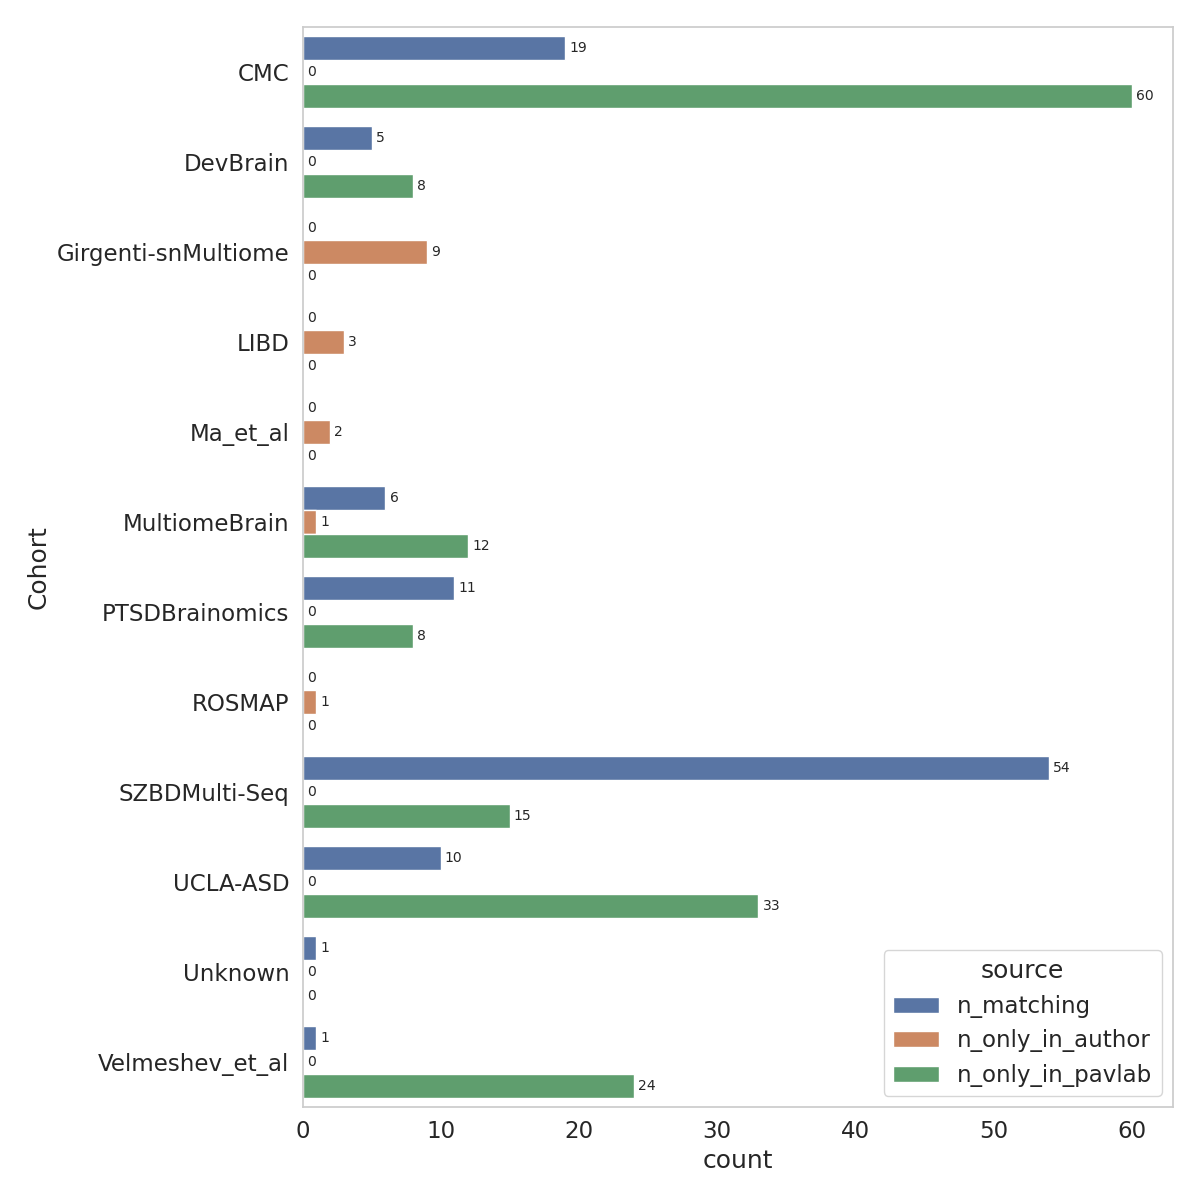 CMC
19
0
60
DevBrain
5
0
8
Girgenti-snMultiome
0
9
0
LIBD
0
3
0
Ma_et_al
0
2
0
MultiomeBrain
6
1
12
PTSDBrainomics
11
0
8
ROSMAP
0
1
0
SZBDMulti-Seq
54
0
15
UCLA-ASD
10
0
33
Unknown
1
0
0
Velmeshev_et_al
1
0
24
Cohort
source
n_matching
n_only_in_author
n_only_in_pavlab
0 10 20 30 40 50 60
count